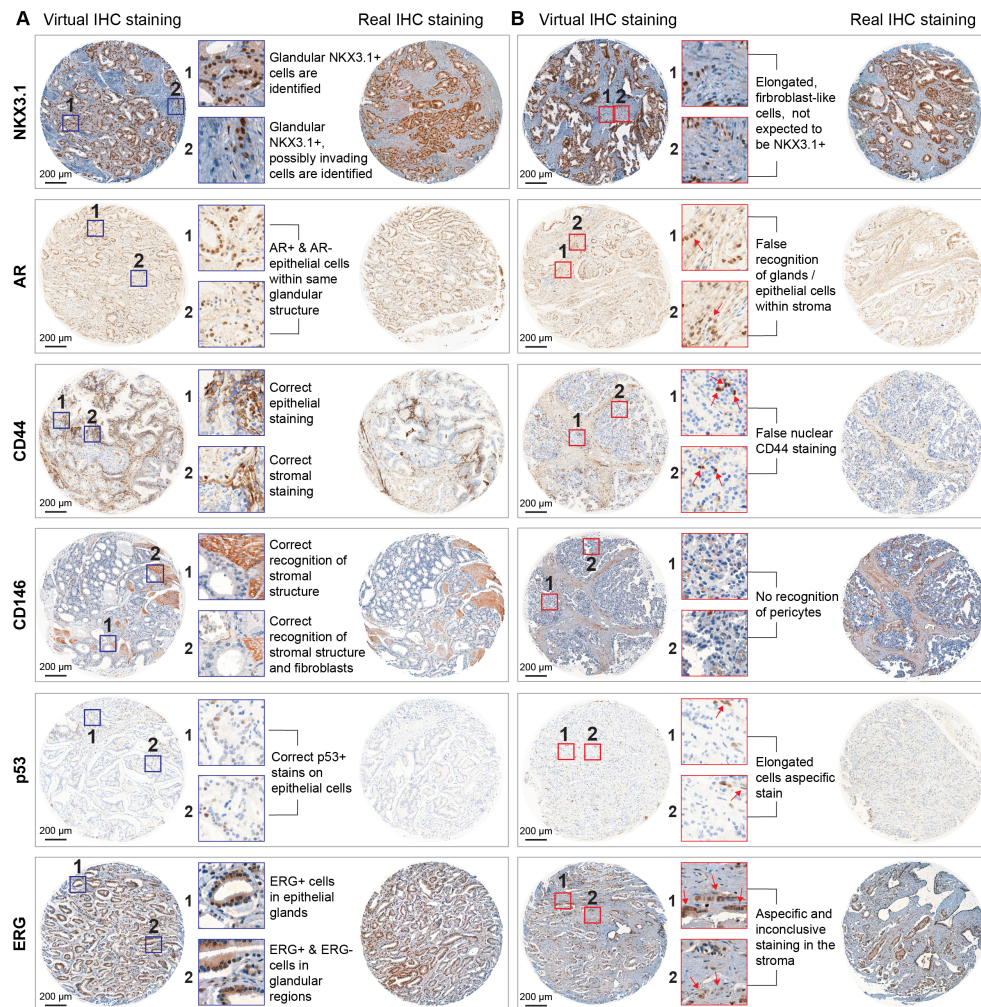 A Virtual IHC staining Real IHC staining B Virtual IHC staining Real IHC staining
NKX3.1
1
2
200 µm
1
Glandular NKX3.1+
cells are
identified
2
Glandular
NKX3.1+,
possibly invading
cells are identified
1 2
200 µm
1
2
Elongated,
firbroblast-like
cells, not
expected to
be NKX3.1+
AR
1
2
200 µm
1
2
AR+ & AR-
epithelial cells
within same
glandular
structure
2
1
200 µm
1
2
False
recognition
of glands /
epithelial cells
within stroma
CD44
1
2
200 µm
1
Correct
epithelial
staining
2
Correct
stromal
staining
2
1
200 µm
1
2
False nuclear
CD44 staining
CD146
2
1
200 µm
1
Correct
recognition of
stromal
structure
2
Correct
recognition of
stromal structure
and fibroblasts
2
1
200 µm
1
2
No recognition
of pericytes
p53
1
2
200 µm
1
2
Correct p53+
stains on
epithelial cells
1 2
200 µm
1
2
Elongated
cells aspecific
stain
ERG
1
2
200 µm
1
ERG+ cells
in epithelial
glands
2
ERG+ & ERG-
cells in
glandular
regions
1
2
200 µm
1
2
Aspecific and
inconclusive
staining in the
stroma